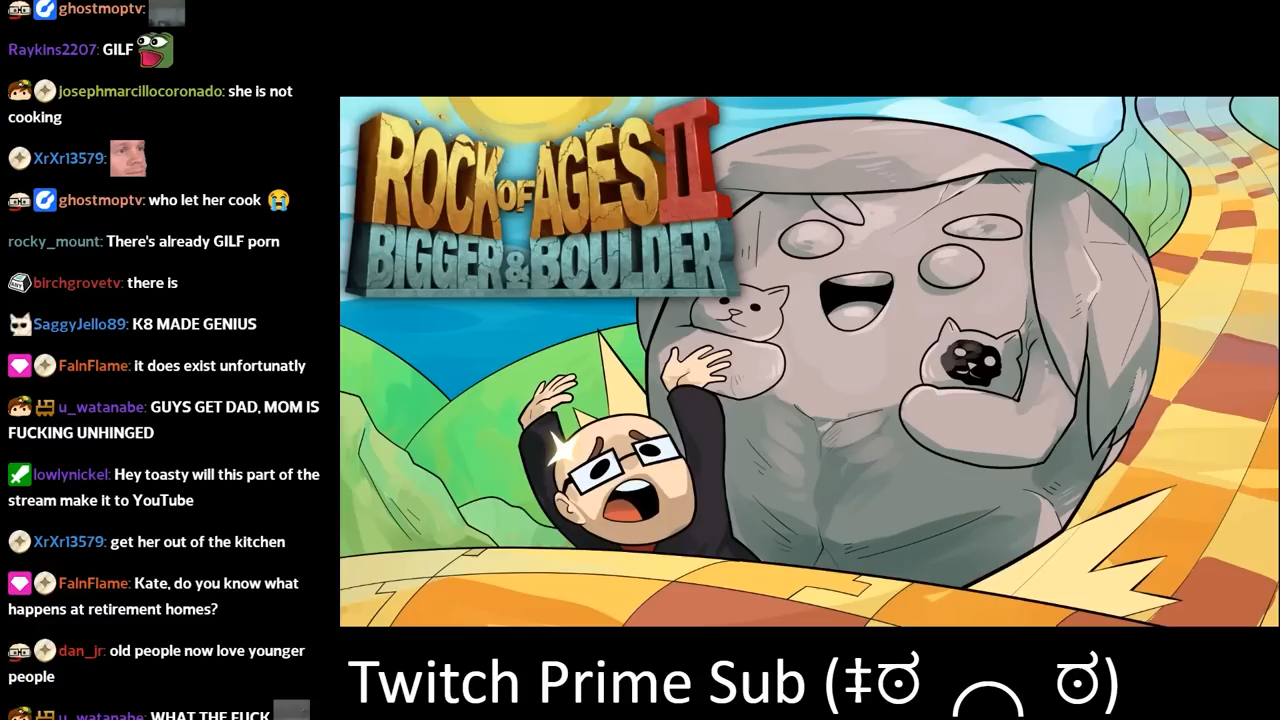 ghostmoptv:
Raykins2207: GILF
josephmarcillocoronado: she is not
cooking
XrXr13579:
ghostmoptv: who let her cook 😭
rocky_mount: There's already GILF porn
birchgrovetv: there is
SaggyJello89: K8 MADE GENIUS
FalnFlame: it does exist unfortunatly
u_watanabe: GUYS GET DAD, MOM IS
FUCKING UNHINGED
lowlynickel: Hey toasty will this part of the
stream make it to YouTube
XrXr13579: get her out of the kitchen
FalnFlame: Kate, do you know what
happens at retirement homes?
dan_jr: old people now love younger
people
u_watanabe: WHAT THE FUCK
ROCK OF AGES II
BIGGER & BOULDER
Twitch Prime Sub (‡ಠ ╭╮ ಠ)